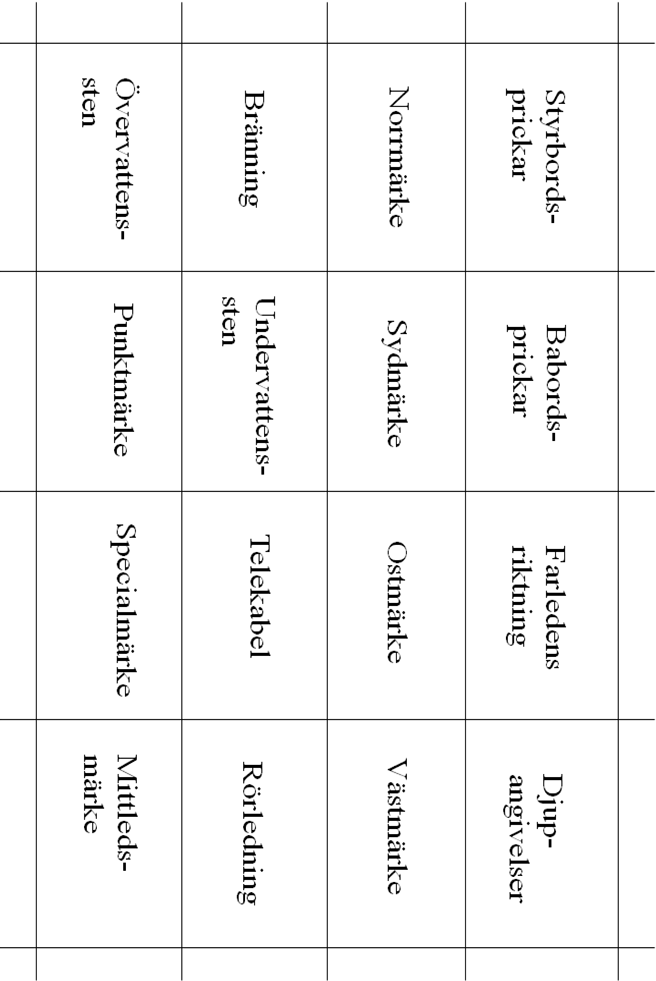 Styrbords-
prickar
Babords-
prickar
Farledens
riktning
Djup-
angivelser
Norrmärke
Sydmärke
Ostmärke
Västmärke
Bränning
Undervattens-
sten
Telekabel
Rörledning
Övervattens-
sten
Punktmärke
Specialmärke
Mittleds-
märke